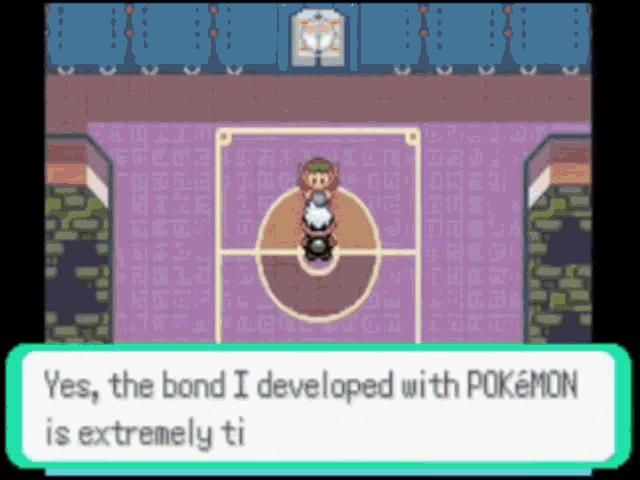 Yes, the bond I developed with POKéMON
is extremely ti